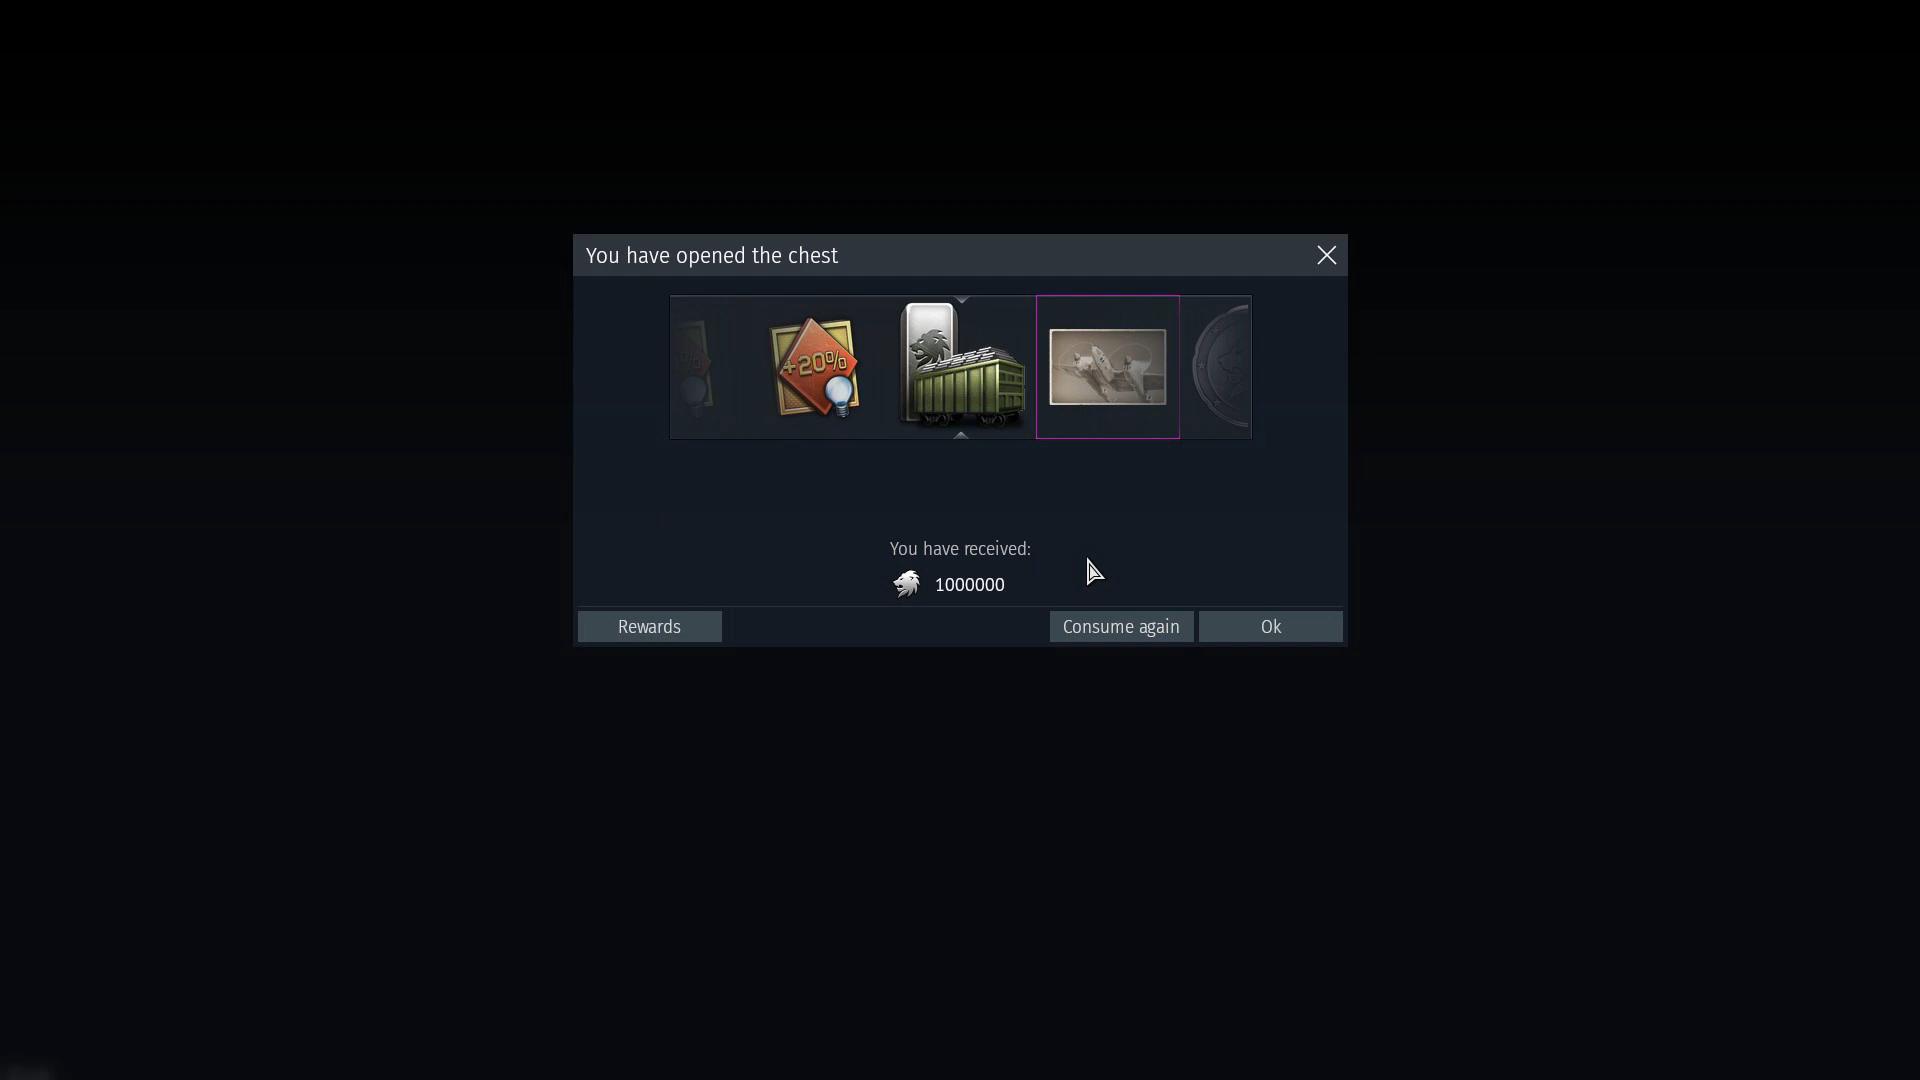 You have opened the chest
+20%
You have received:
1000000
Rewards
Consume again
Ok